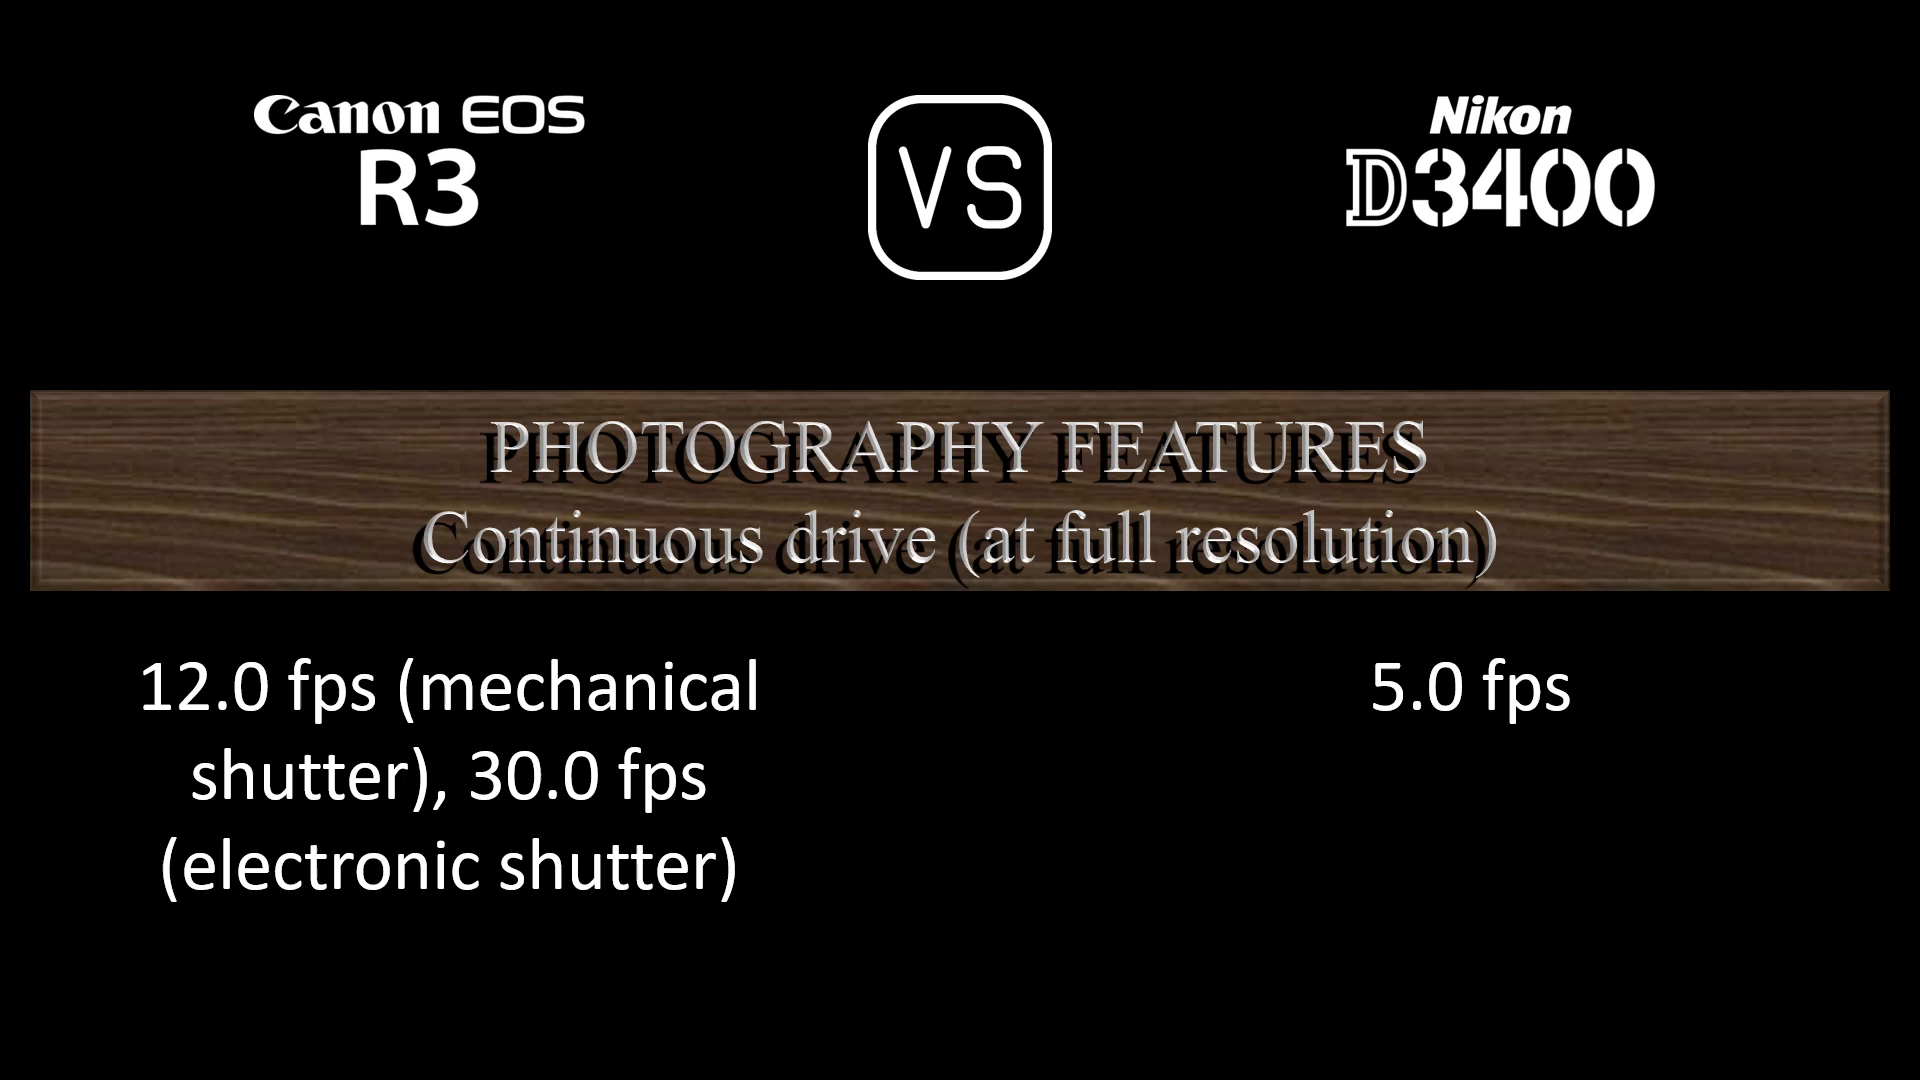 Canon EOS
R3
VS
Nikon
D3400
PHOTOGRAPHY FEATURES
Continuous drive (at full resolution)
12.0 fps (mechanical
shutter), 30.0 fps
(electronic shutter)
5.0 fps